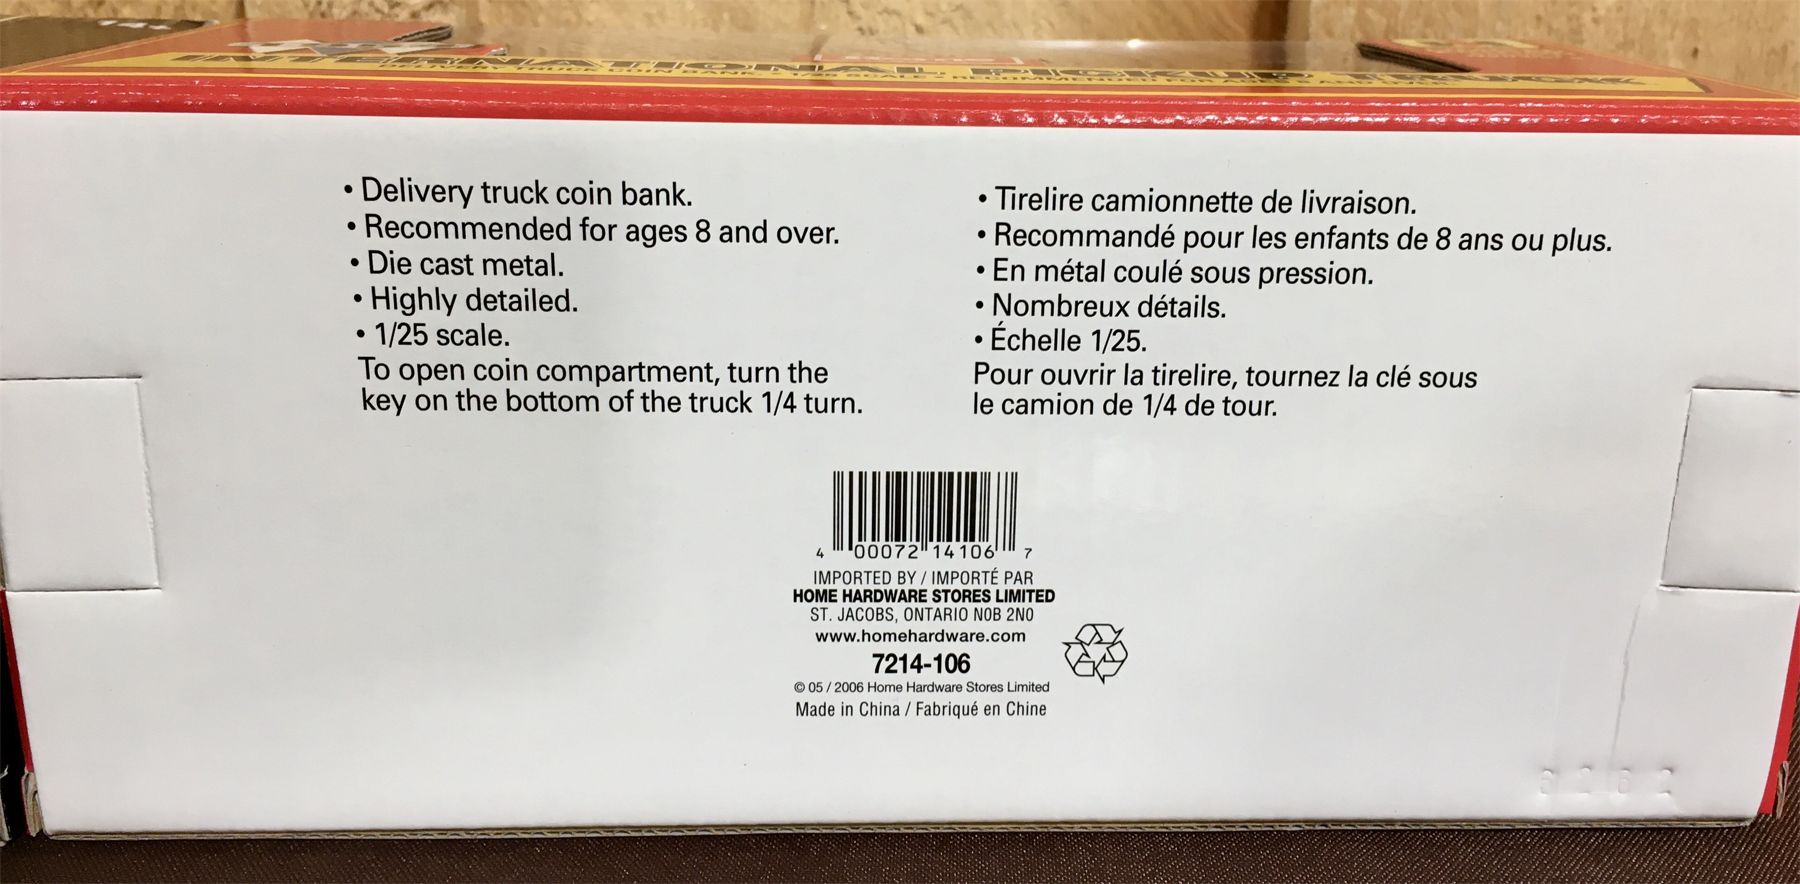 14+
INTERNATIONAL PICKUP TRUCK
• Delivery truck coin bank.
• Recommended for ages 8 and over.
• Die cast metal.
• Highly detailed.
• 1/25 scale.
To open coin compartment, turn the
key on the bottom of the truck 1/4 turn.
• Tirelire camionnette de livraison.
• Recommandé pour les enfants de 8 ans ou plus.
• En métal coulé sous pression.
• Nombreux détails.
• Échelle 1/25.
Pour ouvrir la tirelire, tournez la clé sous
le camion de 1/4 de tour.
4 00072 14106 7
IMPORTED BY / IMPORTÉ PAR
HOME HARDWARE STORES LIMITED
ST. JACOBS, ONTARIO N0B 2N0
www.homehardware.com
7214-106
© 05 / 2006 Home Hardware Stores Limited
Made in China / Fabriqué en Chine